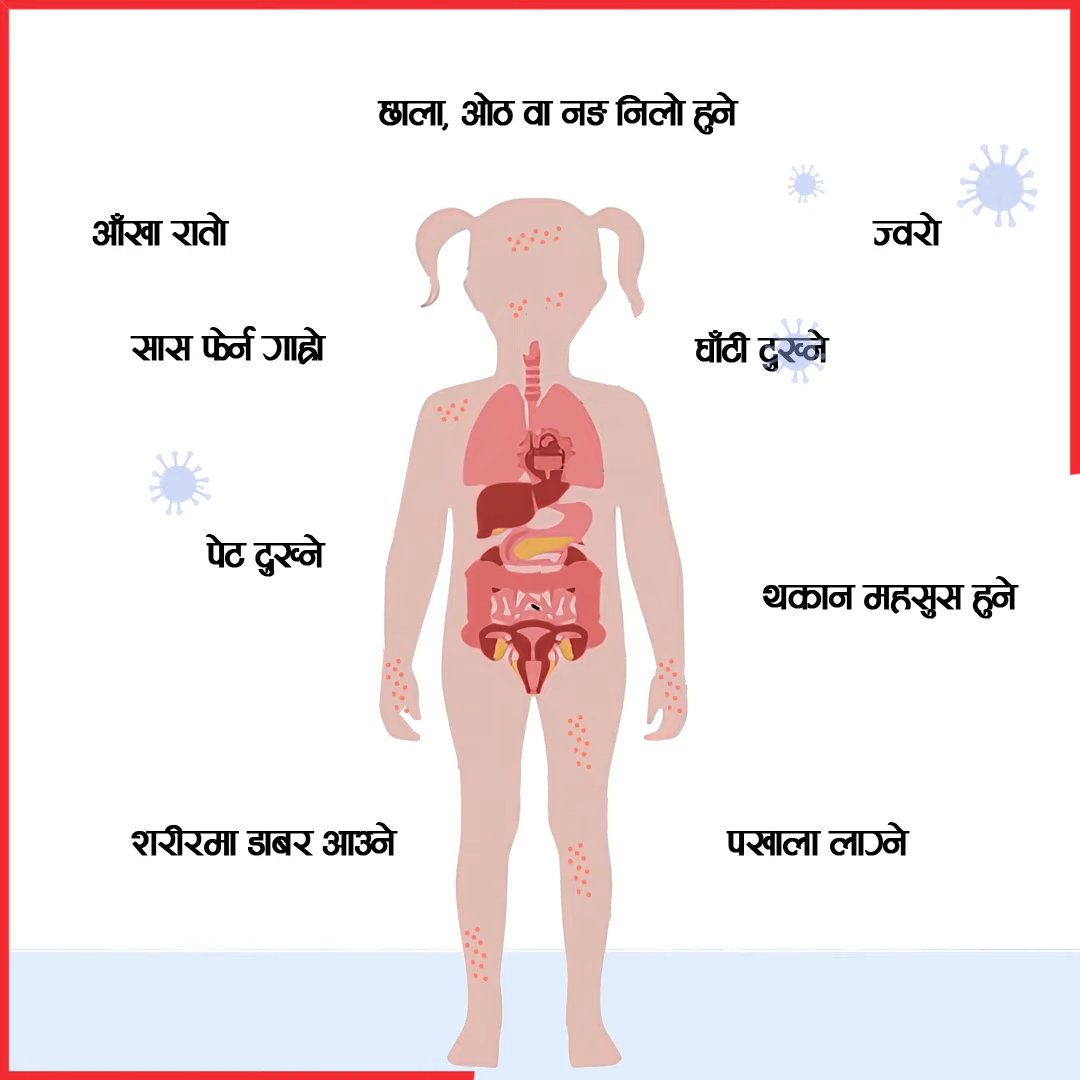 छाला, ओठ वा नङ निलो हुने
आँखा रातो
ज्वरो
सास फेर्न गाह्रो
घाँटी दुख्ने
पेट दुख्ने
थकान महसुस हुने
शरीरमा डाबर आउने
पखाला लाग्ने